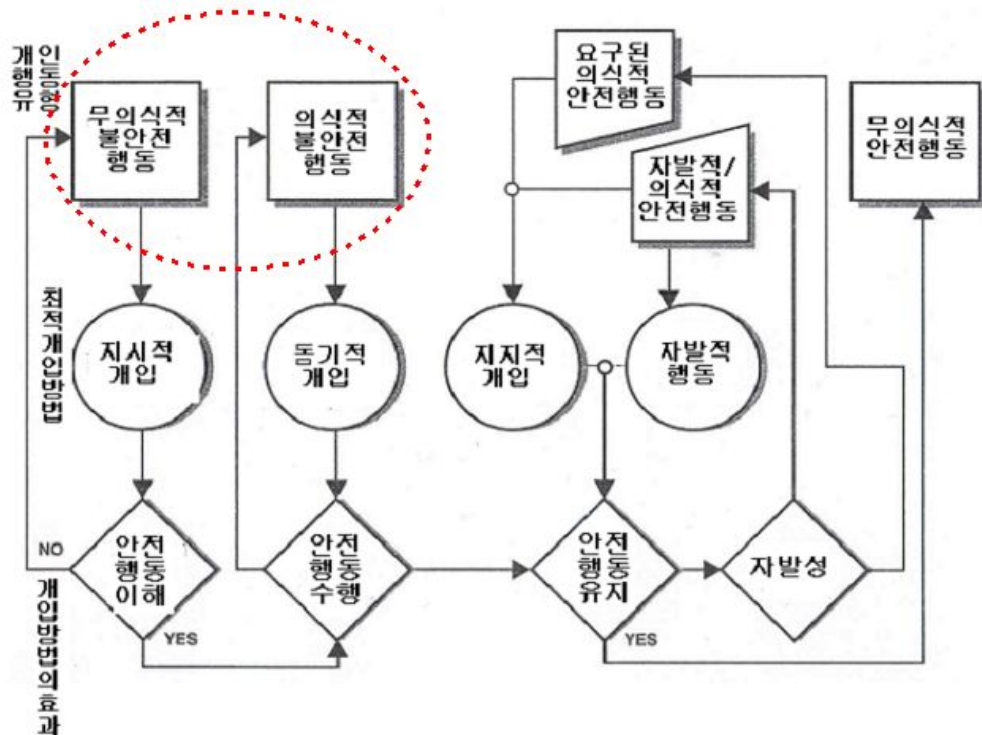 개인
행동
유형
무의식적
불안전
행동
의식적
불안전
행동
요구된
의식적
안전행동
자발적/
의식적
안전행동
무의식적
안전행동
최적개입방법
지시적
개입
동기적
개입
지지적
개입
자발적
행동
안전
행동
이해
안전
행동
수행
안전
행동
유지
자발성
NO
YES
YES
개입방법의효과